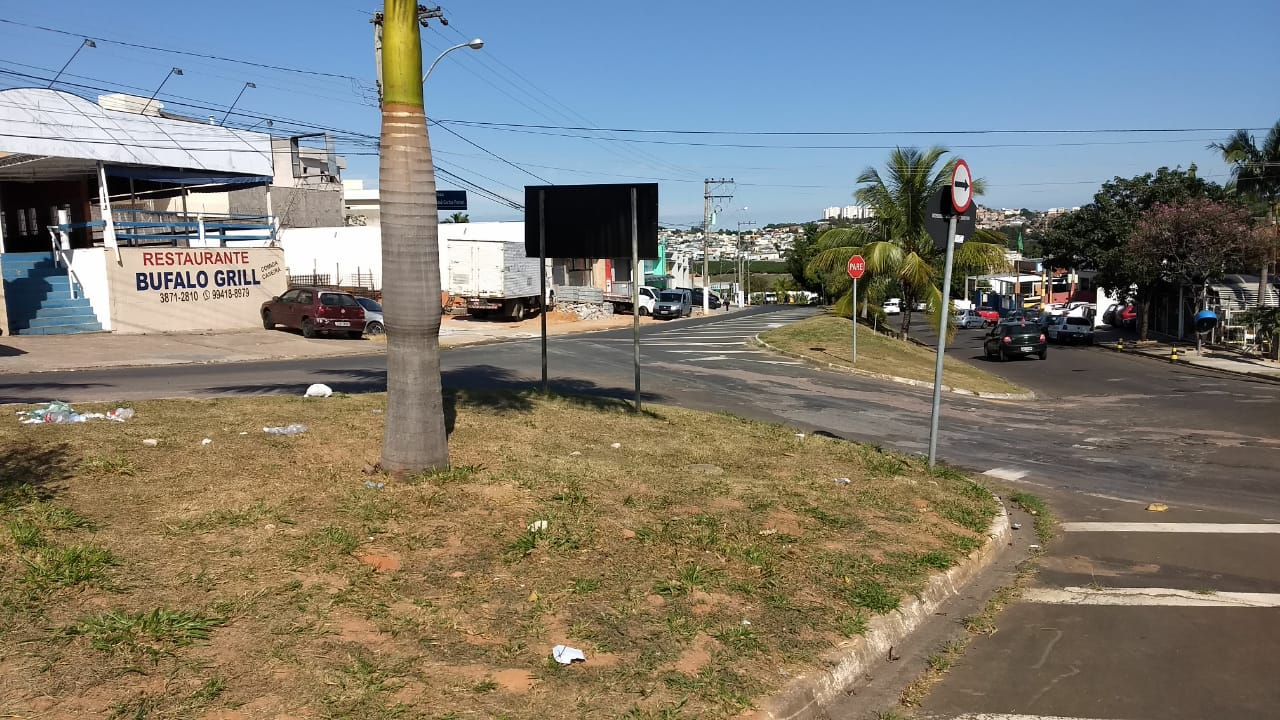 RESTAURANTE
BUFALO GRILL
COMIDA
CASEIRA
3871-2810 99418-8979
PARE